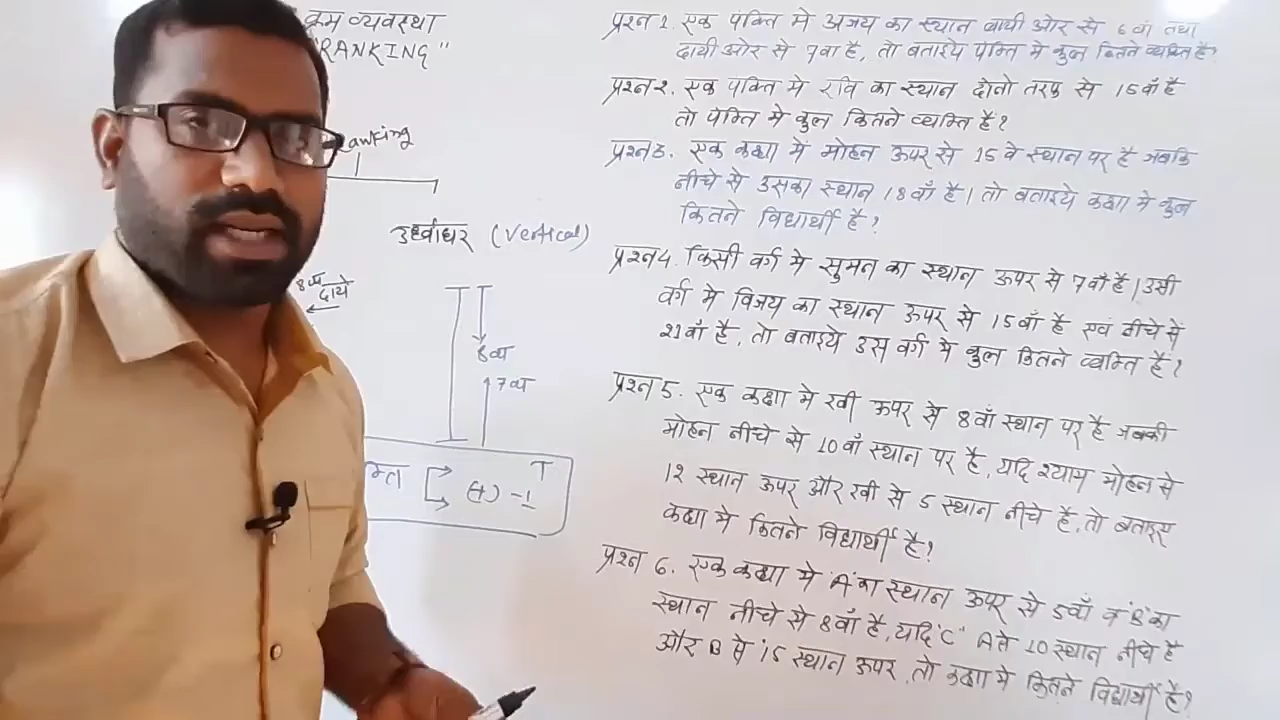 क्रम व्यवस्था
"RANKING"
Ranking
उर्ध्वाधर (Vertical)
8व्य
दाये
8व्य
7व्य
T
(+) -1
प्रश्न 1. एक पंक्ति मे अजय का स्थान बायी ओर से 6 वाँ तथा
दायी ओर से 7वा है, तो बताइये पंक्ति मे कुल कितने व्यक्ति है?
प्रश्न २. एक पंक्ति मे रवि का स्थान दोनो तरफ से 15वाँ है
तो पंक्ति मे कुल कितने व्यक्ति है?
प्रश्न 3. एक कक्षा मे मोहन ऊपर से 15 वे स्थान पर है जबकि
नीचे से उसका स्थान 18वाँ है। तो बताइये कक्षा मे कुल
कितने विद्यार्थी है?
प्रश्न 4. किसी वर्ग मे सुमन का स्थान ऊपर से 7वाँ है। उसी
वर्ग मे विजय का स्थान ऊपर से 15वाँ है एवं नीचे से
21वाँ है, तो बताइये उस वर्ग मे कुल कितने व्यक्ति है?
प्रश्न 5. एक कक्षा मे रवी ऊपर से 8वाँ स्थान पर है जबकी
मोहन नीचे से 10वाँ स्थान पर है, यदि श्याम मोहन से
12 स्थान ऊपर और रवी से 5 स्थान नीचे है, तो बताइए
कक्षा मे कितने विद्यार्थी है?
प्रश्न 6. एक कक्षा मे 'A' का स्थान ऊपर से 5वाँ व 'B' का
स्थान नीचे से 8वाँ है, यदि "C" A से 10 स्थान नीचे है
और B से 15 स्थान ऊपर, तो कक्षा मे कितने विद्यार्थी है?